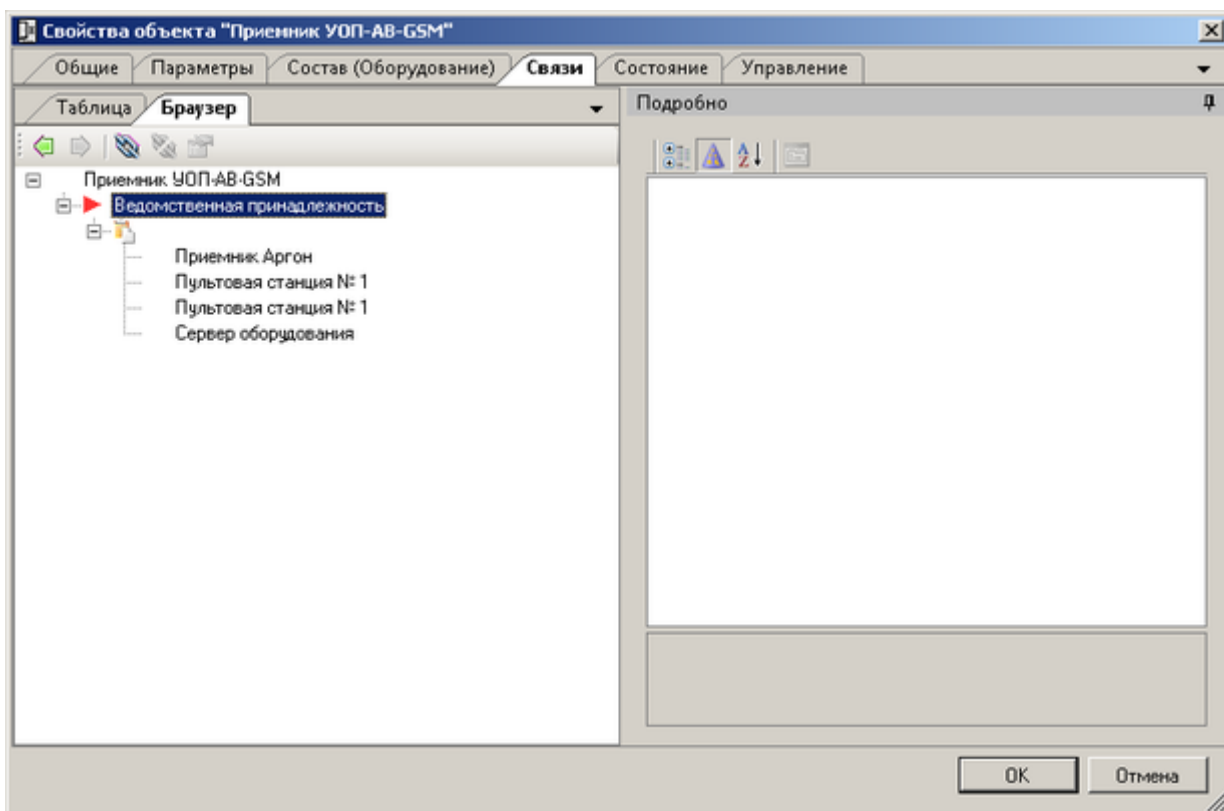 Свойства объекта "Приемник УОП-АВ-GSM"
Общие Параметры Состав (Оборудование) Связи Состояние Управление
Таблица Браузер
Подробно
Приемник УОП-АВ-GSM
Ведомственная принадлежность
Приемник Аргон
Пультовая станция № 1
Пультовая станция № 1
Сервер оборудования
OK Отмена